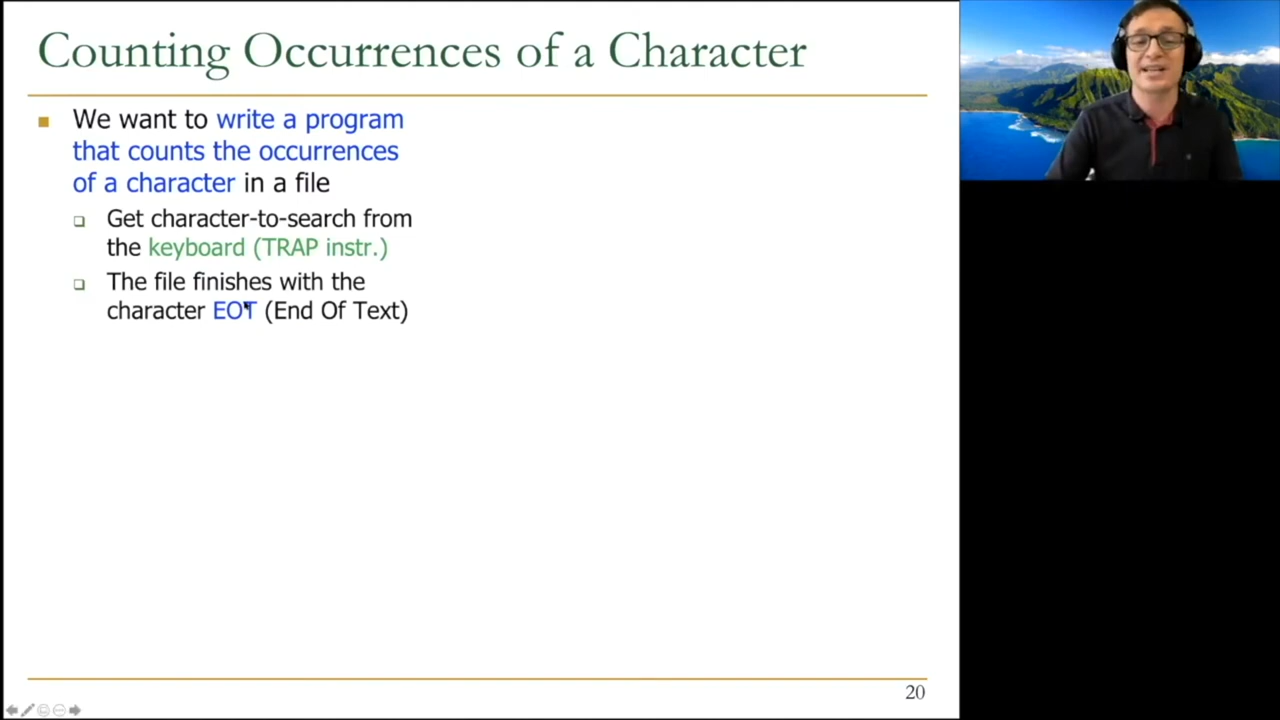 Counting Occurrences of a Character
We want to write a program
that counts the occurrences
of a character in a file
Get character-to-search from
the keyboard (TRAP instr.)
The file finishes with the
character EOT (End Of Text)
20